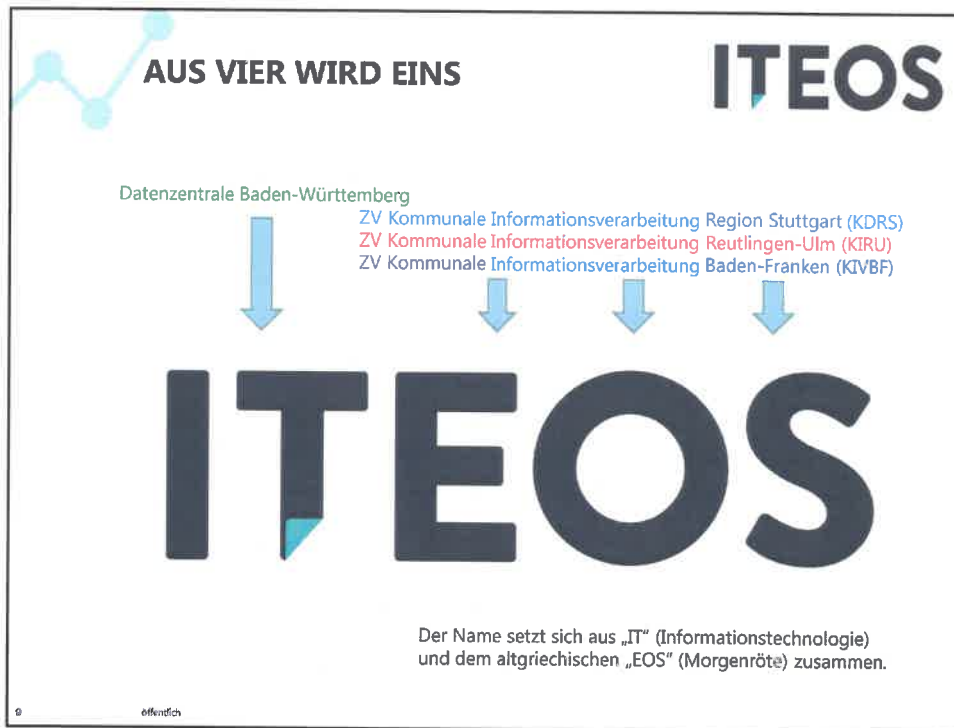 AUS VIER WIRD EINS
ITEOS
Datenzentrale Baden-Württemberg
ZV Kommunale Informationsverarbeitung Region Stuttgart (KDRS)
ZV Kommunale Informationsverarbeitung Reutlingen-Ulm (KIRU)
ZV Kommunale Informationsverarbeitung Baden-Franken (KIVBF)
ITEOS
Der Name setzt sich aus „IT" (Informationstechnologie)
und dem altgriechischen „EOS" (Morgenröte) zusammen.
9 öffentlich